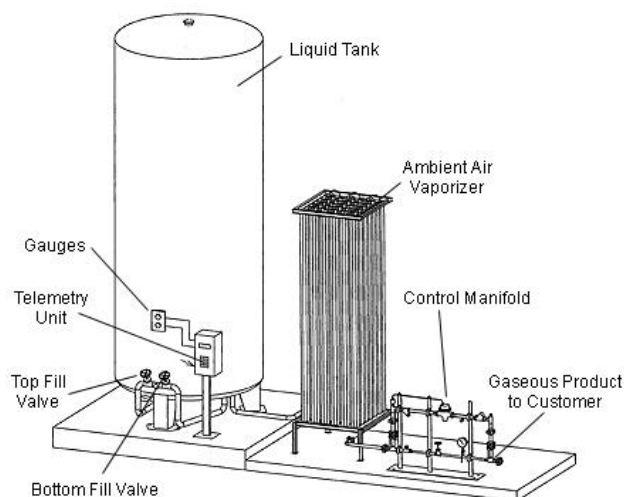 Liquid Tank
Ambient Air
Vaporizer
Gauges
Telemetry
Unit
Control Manifold
Top Fill
Valve
Gaseous Product
to Customer
Bottom Fill Valve